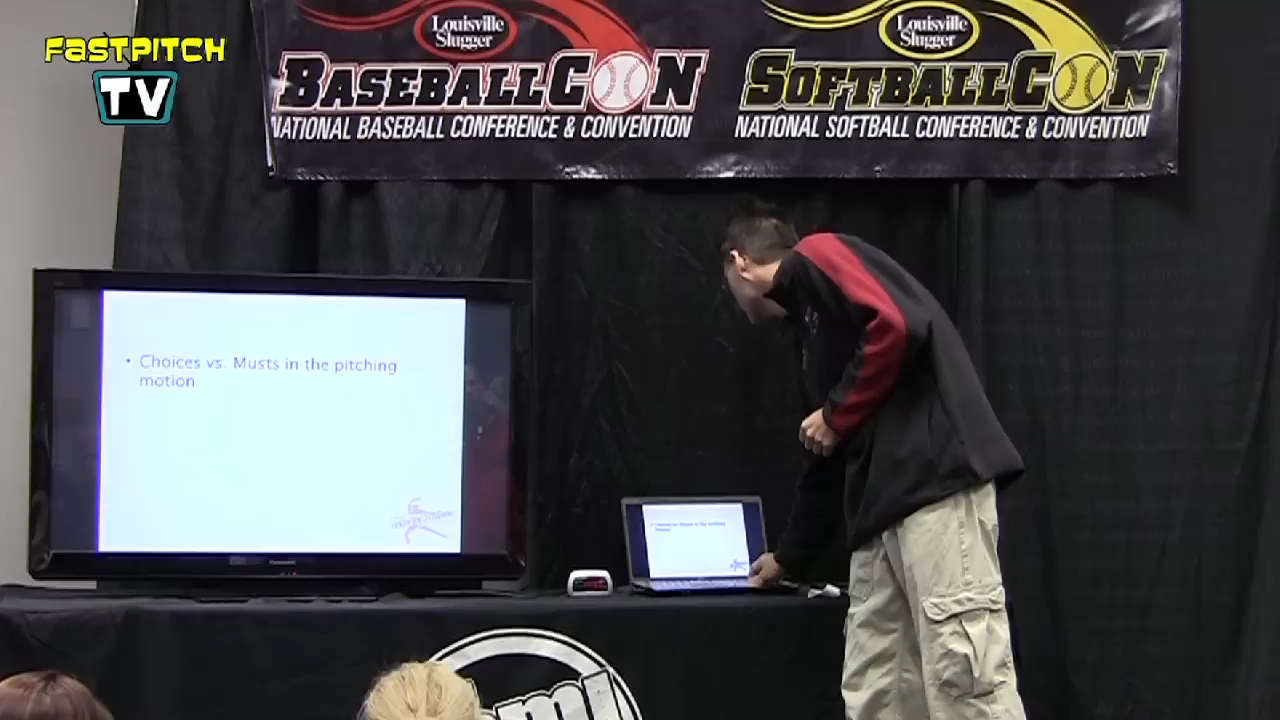 FASTPITCH
TV
Louisville
Slugger
BASEBALLCON
NATIONAL BASEBALL CONFERENCE & CONVENTION
Louisville
Slugger
SOFTBALLCON
NATIONAL SOFTBALL CONFERENCE & CONVENTION
• Choices vs. Musts in the pitching
motion
Panasonic